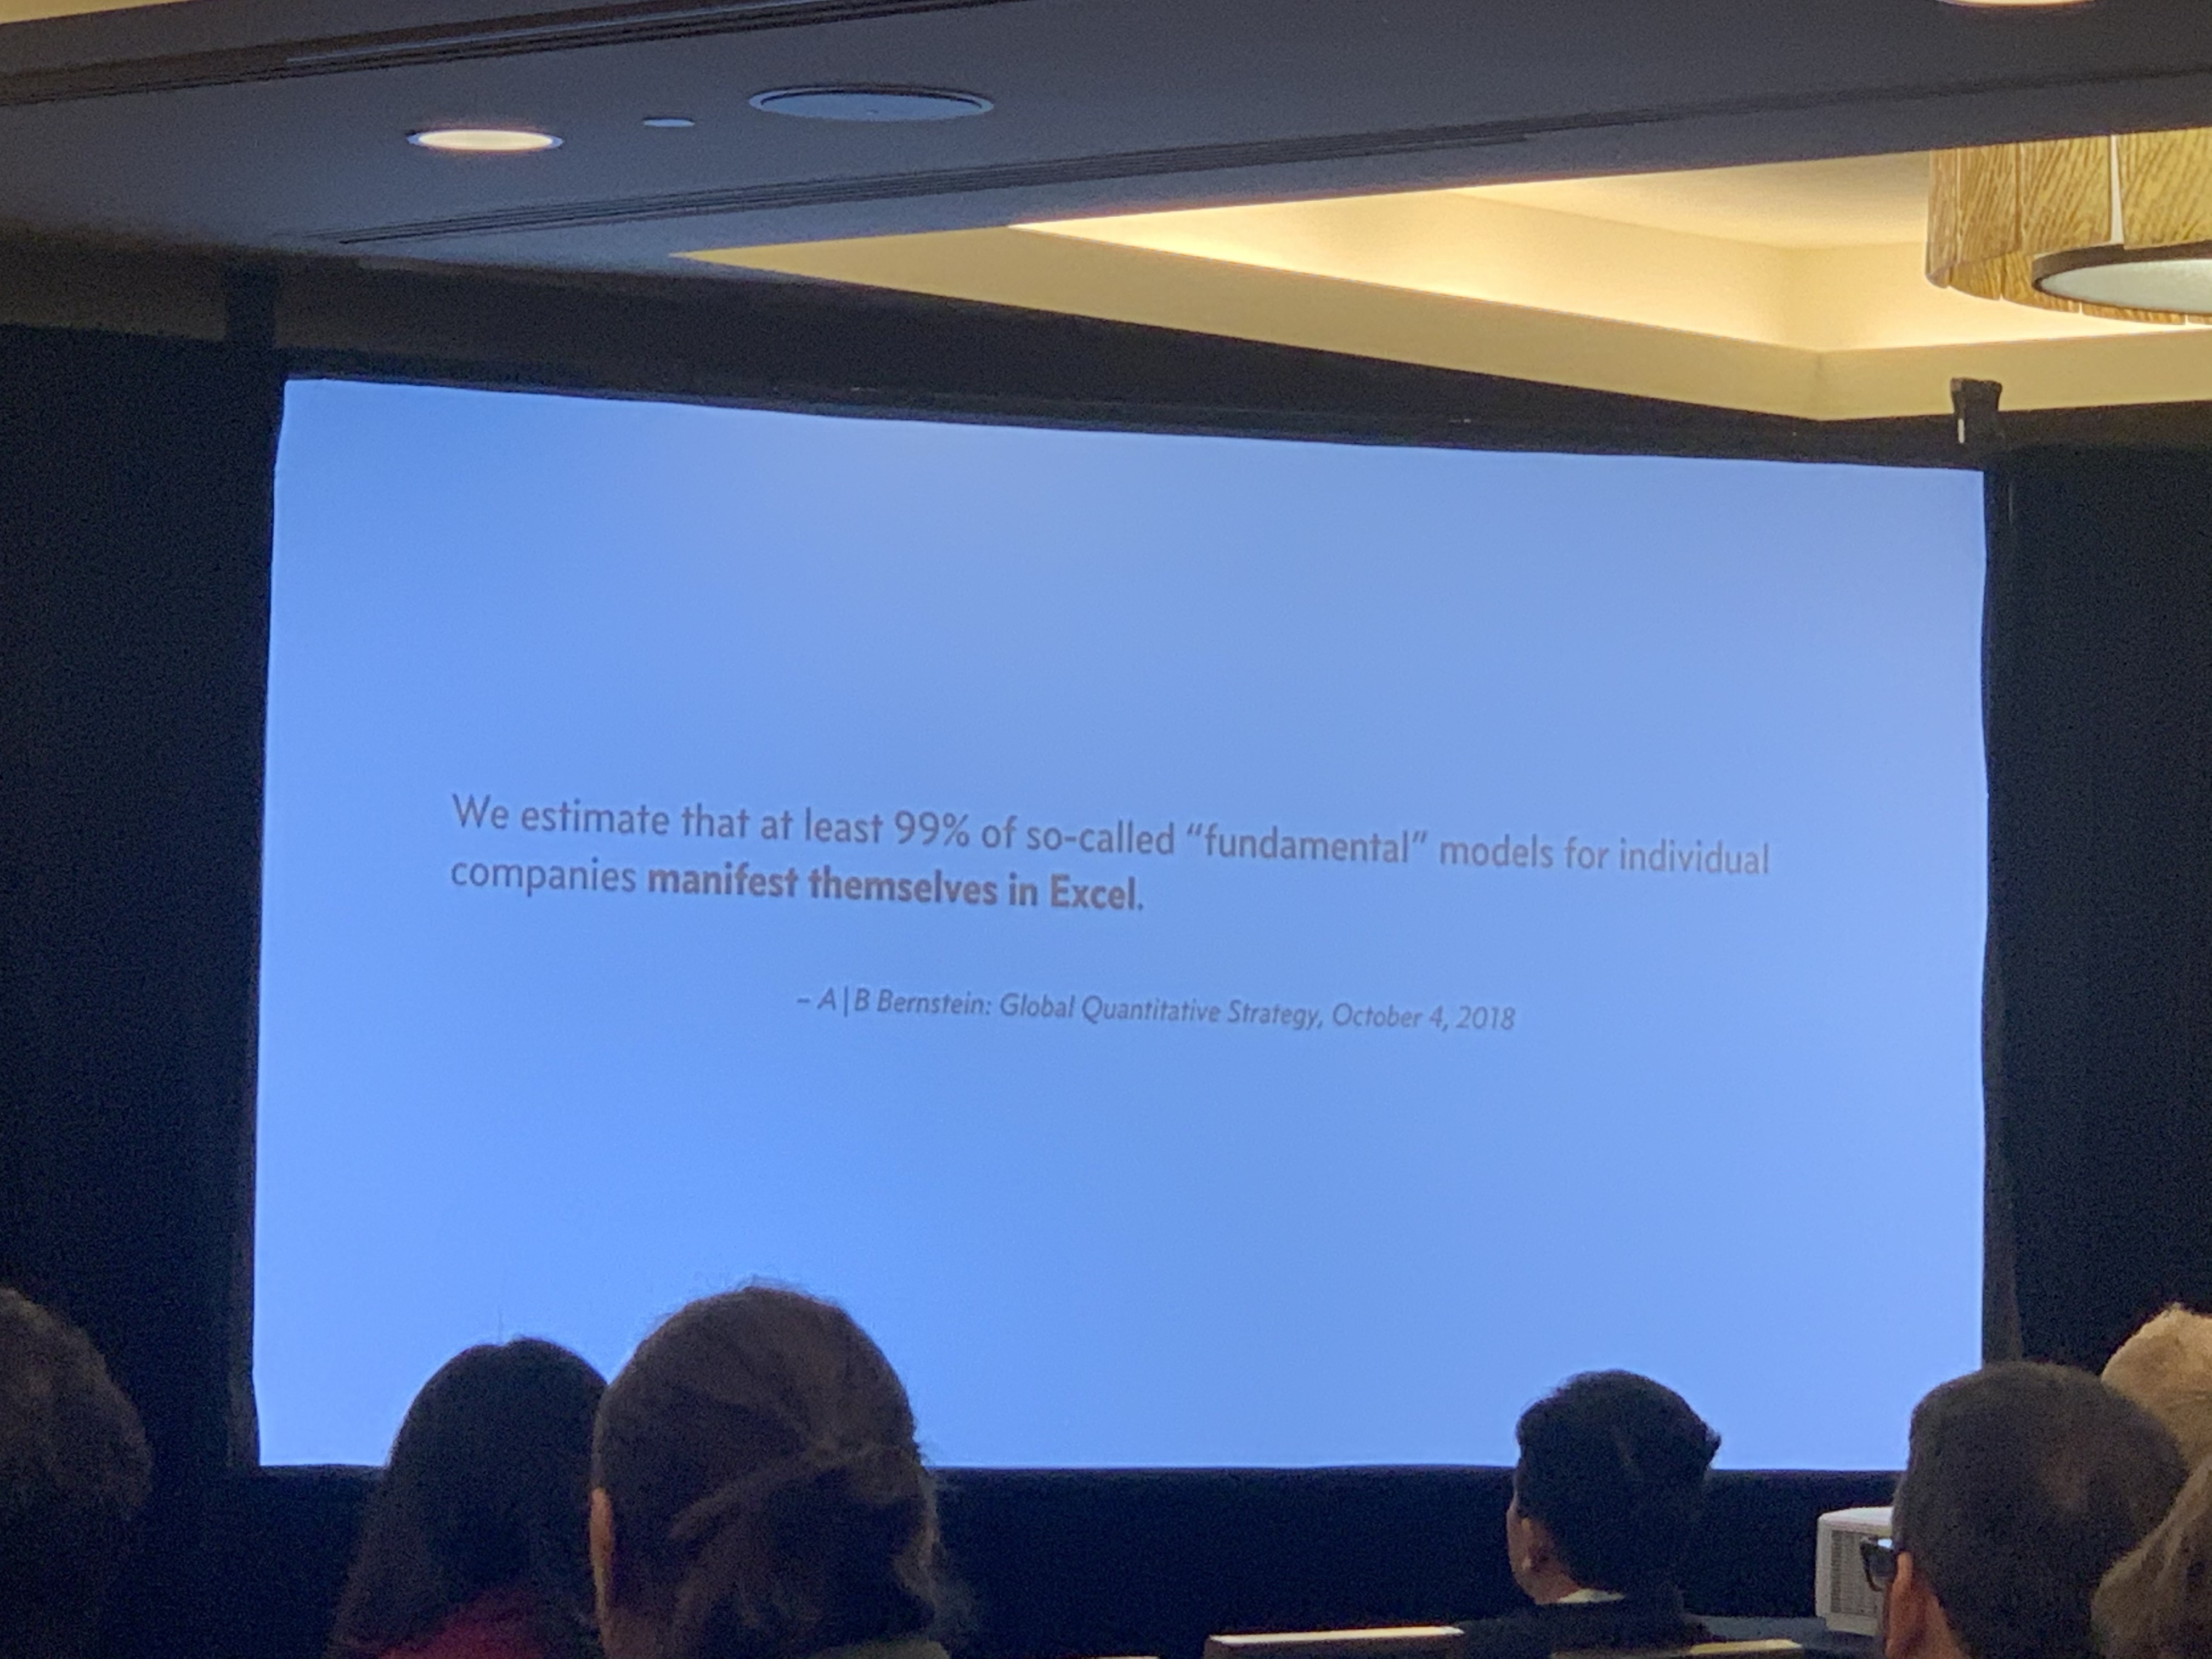 We estimate that at least 99% of so-called “fundamental” models for individual
companies manifest themselves in Excel.
– A|B Bernstein: Global Quantitative Strategy, October 4, 2018